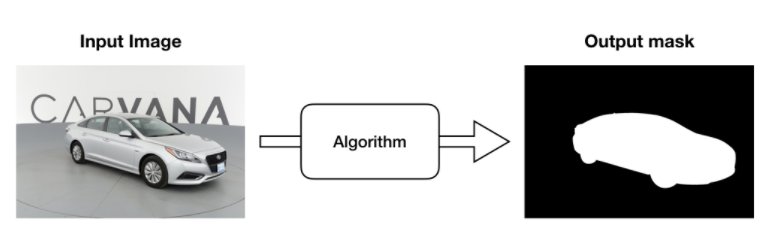 Input Image
Output mask
CARVANA
Algorithm